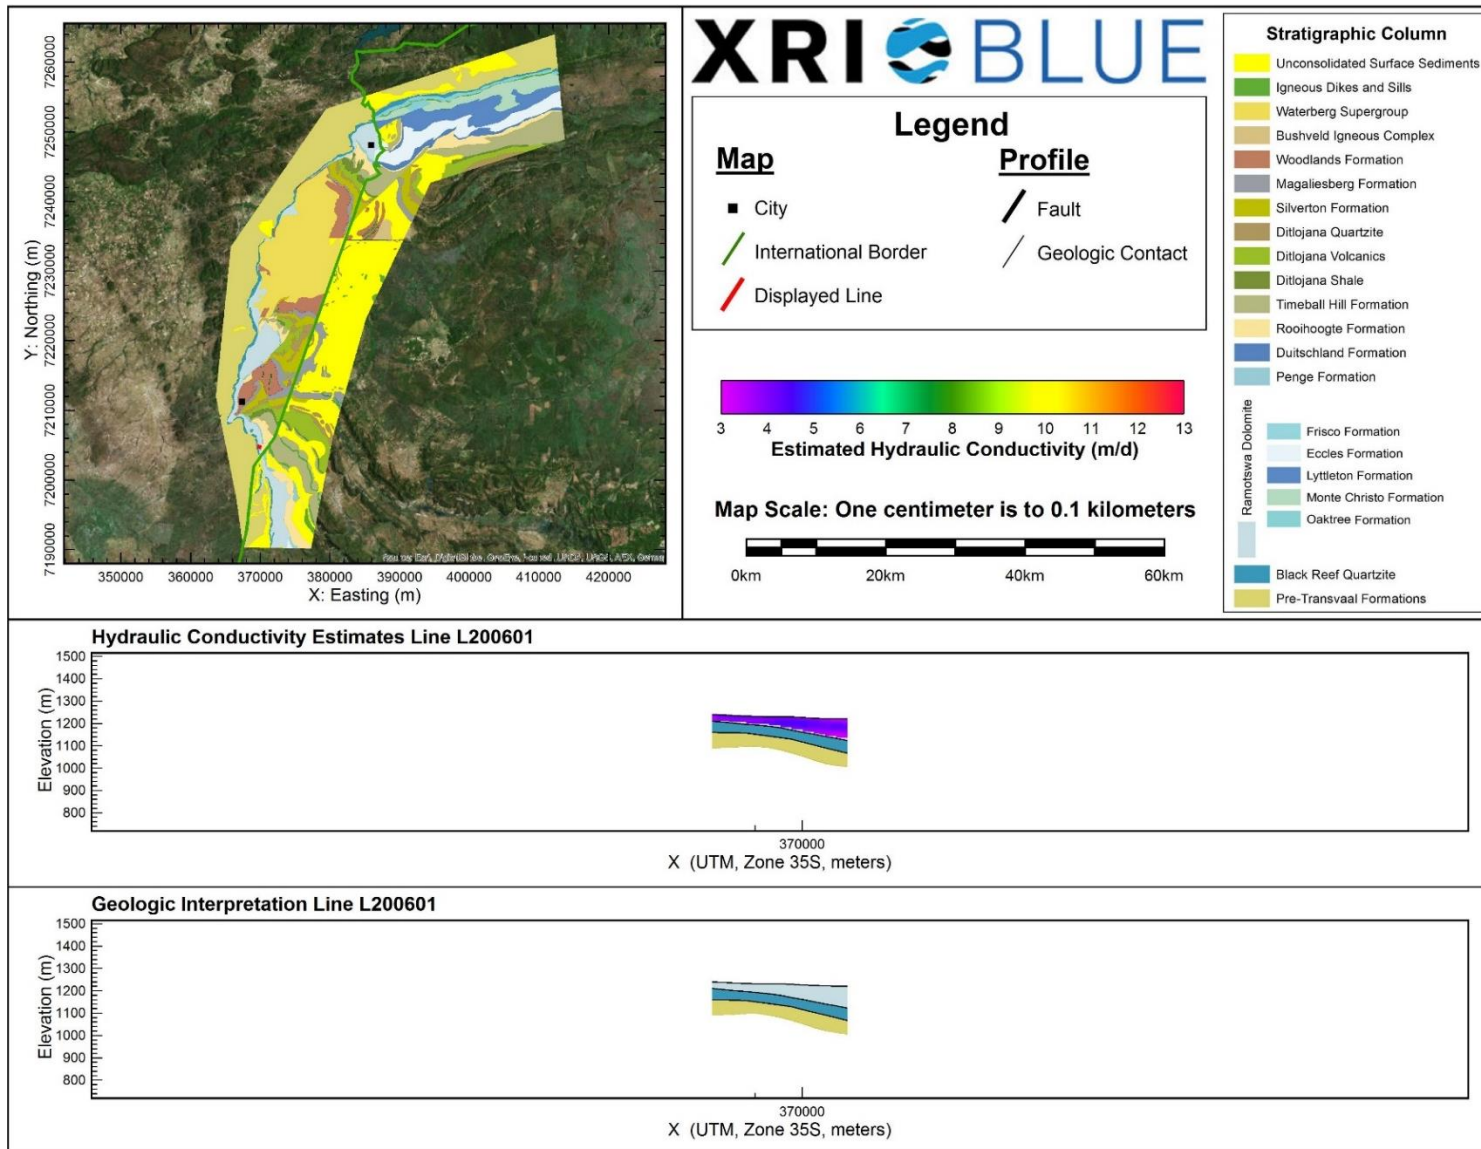 XRI BLUE
Legend
Map
City
International Border
Displayed Line
Profile
Fault
Geologic Contact
3 4 5 6 7 8 9 10 11 12 13
Estimated Hydraulic Conductivity (m/d)
Map Scale: One centimeter is to 0.1 kilometers
0km 20km 40km 60km
Stratigraphic Column
Unconsolidated Surface Sediments
Igneous Dikes and Sills
Waterberg Supergroup
Bushveld Igneous Complex
Woodlands Formation
Magaliesberg Formation
Silverton Formation
Ditlojana Quartzite
Ditlojana Volcanics
Ditlojana Shale
Timeball Hill Formation
Rooihoogte Formation
Duitschland Formation
Penge Formation
Ramotswa Dolomite
Frisco Formation
Eccles Formation
Lyttleton Formation
Monte Christo Formation
Oaktree Formation
Black Reef Quartzite
Pre-Transvaal Formations
Y: Northing (m)
7260000
7250000
7240000
7230000
7220000
7210000
7200000
7190000
350000 360000 370000 380000 390000 400000 410000 420000
X: Easting (m)
Hydraulic Conductivity Estimates Line L200601
Elevation (m)
1500
1400
1300
1200
1100
1000
900
800
370000
X (UTM, Zone 35S, meters)
Geologic Interpretation Line L200601
Elevation (m)
1500
1400
1300
1200
1100
1000
900
800
370000
X (UTM, Zone 35S, meters)